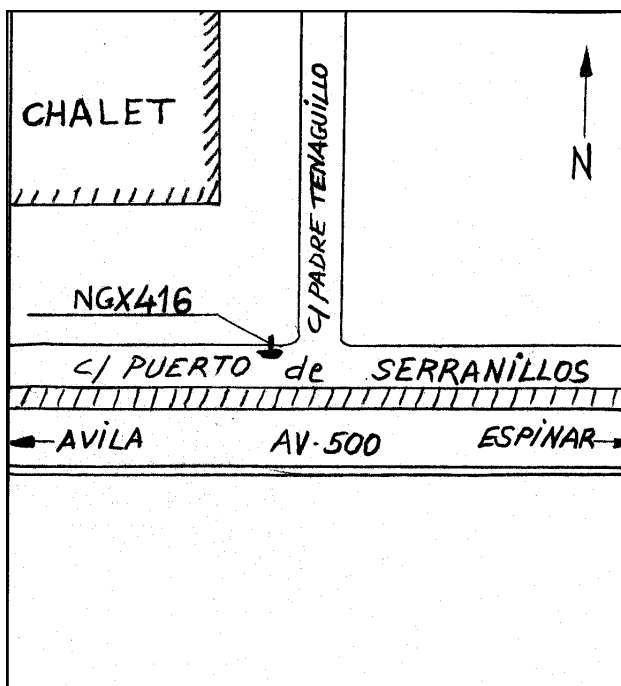 CHALET
C/ PADRE TENAGUILLO
N
NGX416
C/ PUERTO de SERRANILLOS
AVILA AV-500 ESPINAR